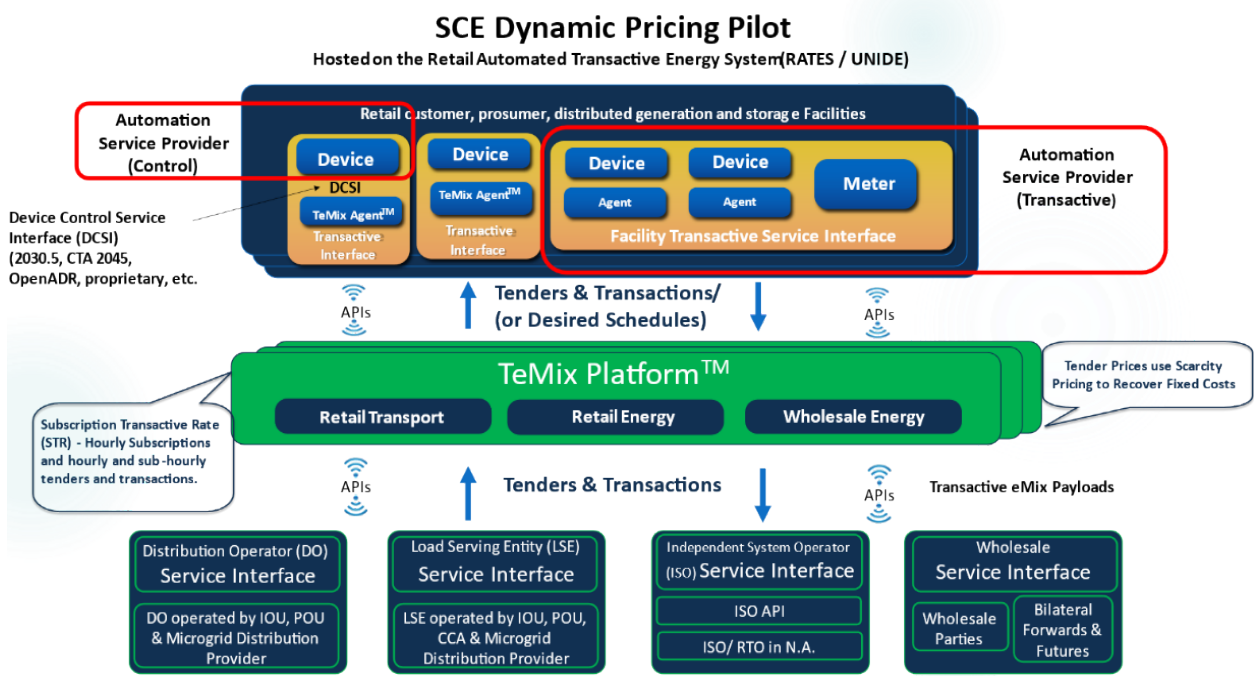 SCE Dynamic Pricing Pilot
Hosted on the Retail Automated Transactive Energy System(RATES / UNIDE)
Retail customer, prosumer, distributed generation and storage Facilities
Automation
Service Provider
(Control)
Device
DCSI
TeMix Agent™
Transactive
Interface
Device
TeMix Agent™
Transactive
Interface
Device
Agent
Device
Agent
Meter
Facility Transactive Service Interface
Automation
Service Provider
(Transactive)
Device Control Service
Interface (DCSI)
(2030.5, CTA 2045,
OpenADR, proprietary, etc.
APIs
Tenders & Transactions/
(or Desired Schedules)
APIs
TeMix Platform™
Retail Transport
Retail Energy
Wholesale Energy
Tender Prices use Scarcity
Pricing to Recover Fixed Costs
Subscription Transactive Rate
(STR) - Hourly Subscriptions
and hourly and sub-hourly
tenders and transactions.
APIs
Tenders & Transactions
APIs
Transactive eMix Payloads
Distribution Operator (DO)
Service Interface
DO operated by IOU, POU
& Microgrid Distribution
Provider
Load Serving Entity (LSE)
Service Interface
LSE operated by IOU, POU,
CCA & Microgrid
Distribution Provider
Independent System Operator
(ISO) Service Interface
ISO API
ISO/ RTO in N.A.
Wholesale
Service Interface
Wholesale
Parties
Bilateral
Forwards &
Futures